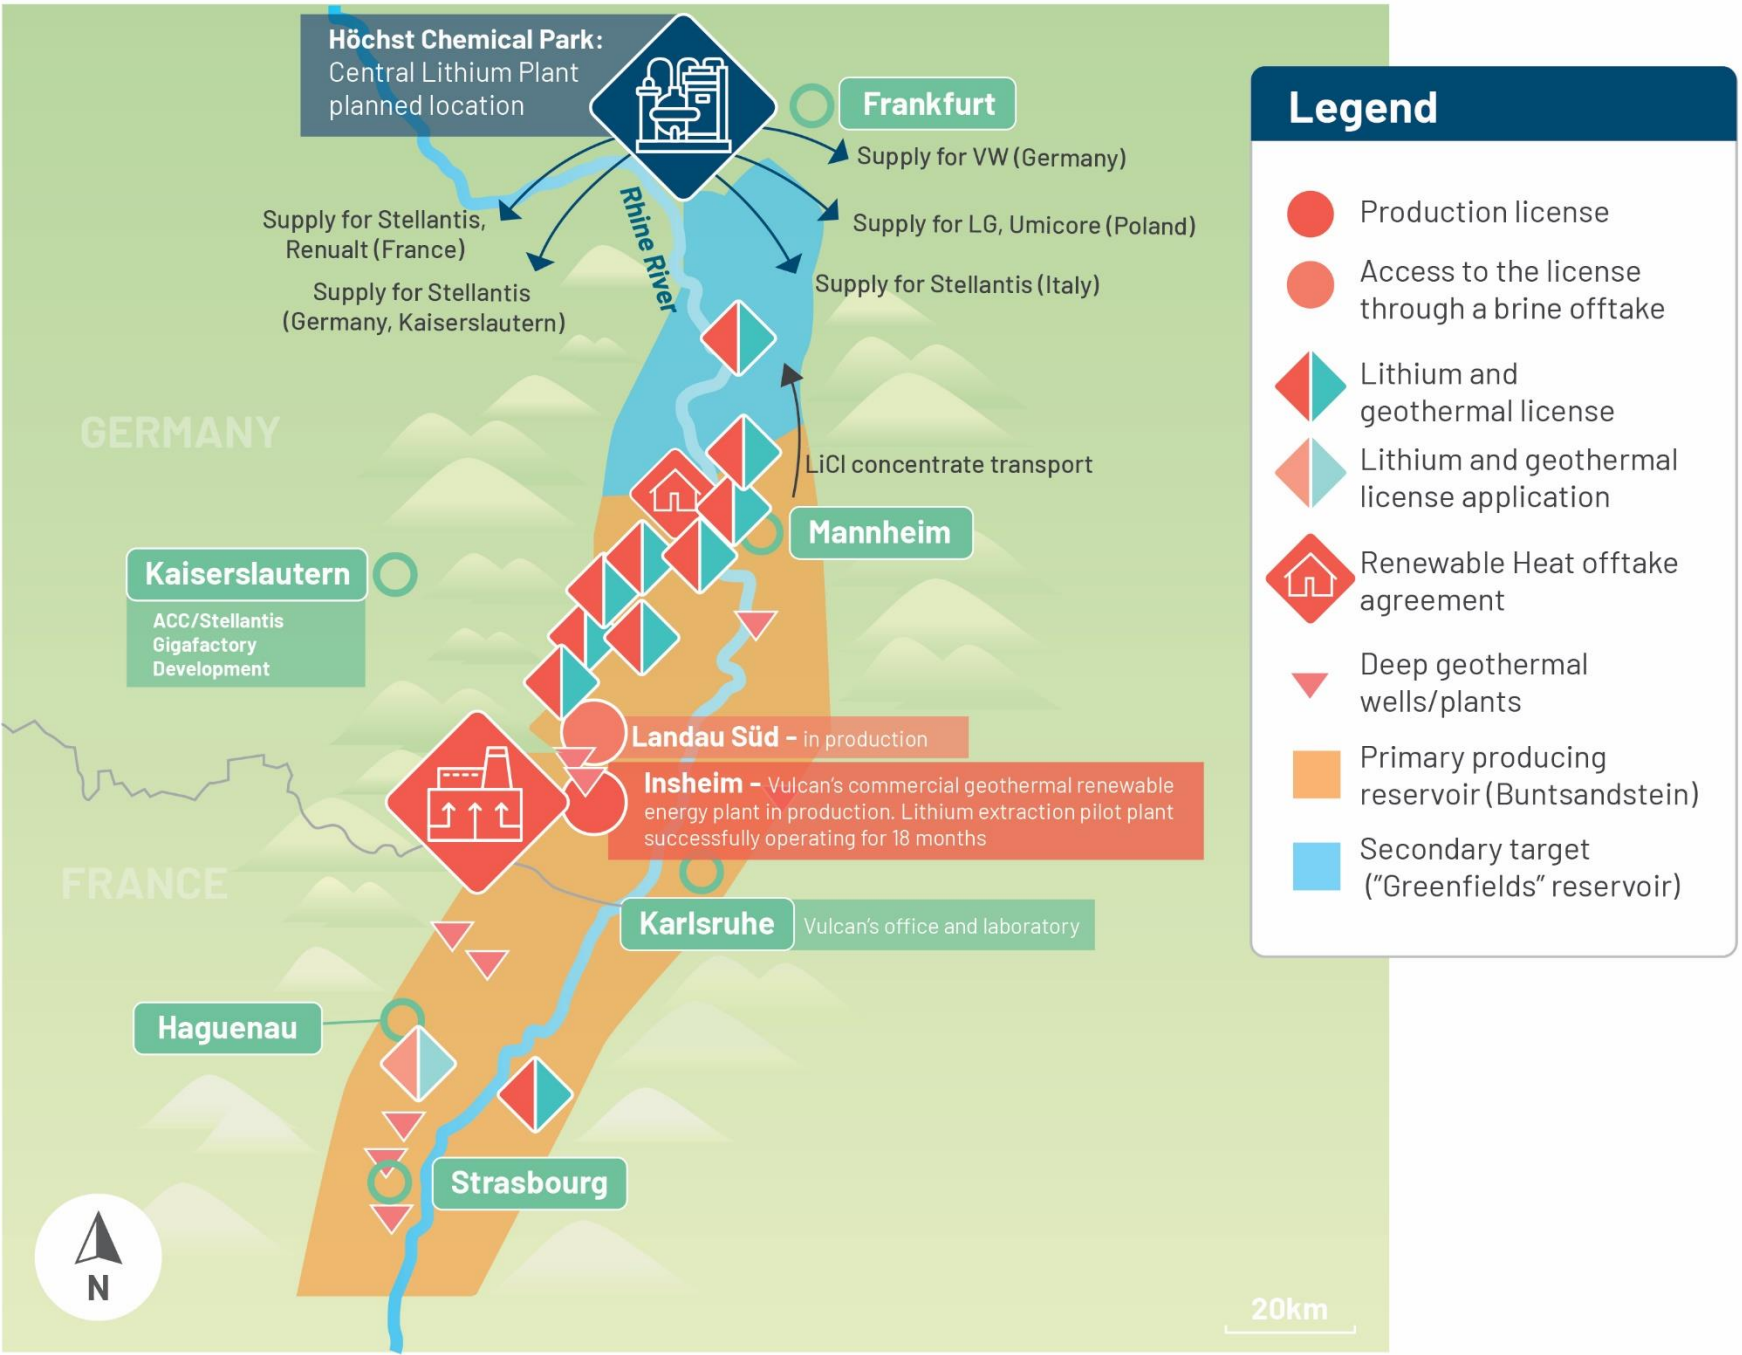 Höchst Chemical Park:
Central Lithium Plant
planned location
Frankfurt
Supply for VW (Germany)
Supply for LG, Umicore (Poland)
Supply for Stellantis (Italy)
Supply for Stellantis,
Renualt (France)
Supply for Stellantis
(Germany, Kaiserslautern)
Rhine River
GERMANY
LiCl concentrate transport
Mannheim
Kaiserslautern
ACC/Stellantis
Gigafactory
Development
Landau Süd - in production
Insheim - Vulcan's commercial geothermal renewable
energy plant in production. Lithium extraction pilot plant
successfully operating for 18 months
FRANCE
Karlsruhe Vulcan's office and laboratory
Haguenau
Strasbourg
N
20km
Legend
Production license
Access to the license
through a brine offtake
Lithium and
geothermal license
Lithium and geothermal
license application
Renewable Heat offtake
agreement
Deep geothermal
wells/plants
Primary producing
reservoir (Buntsandstein)
Secondary target
("Greenfields" reservoir)